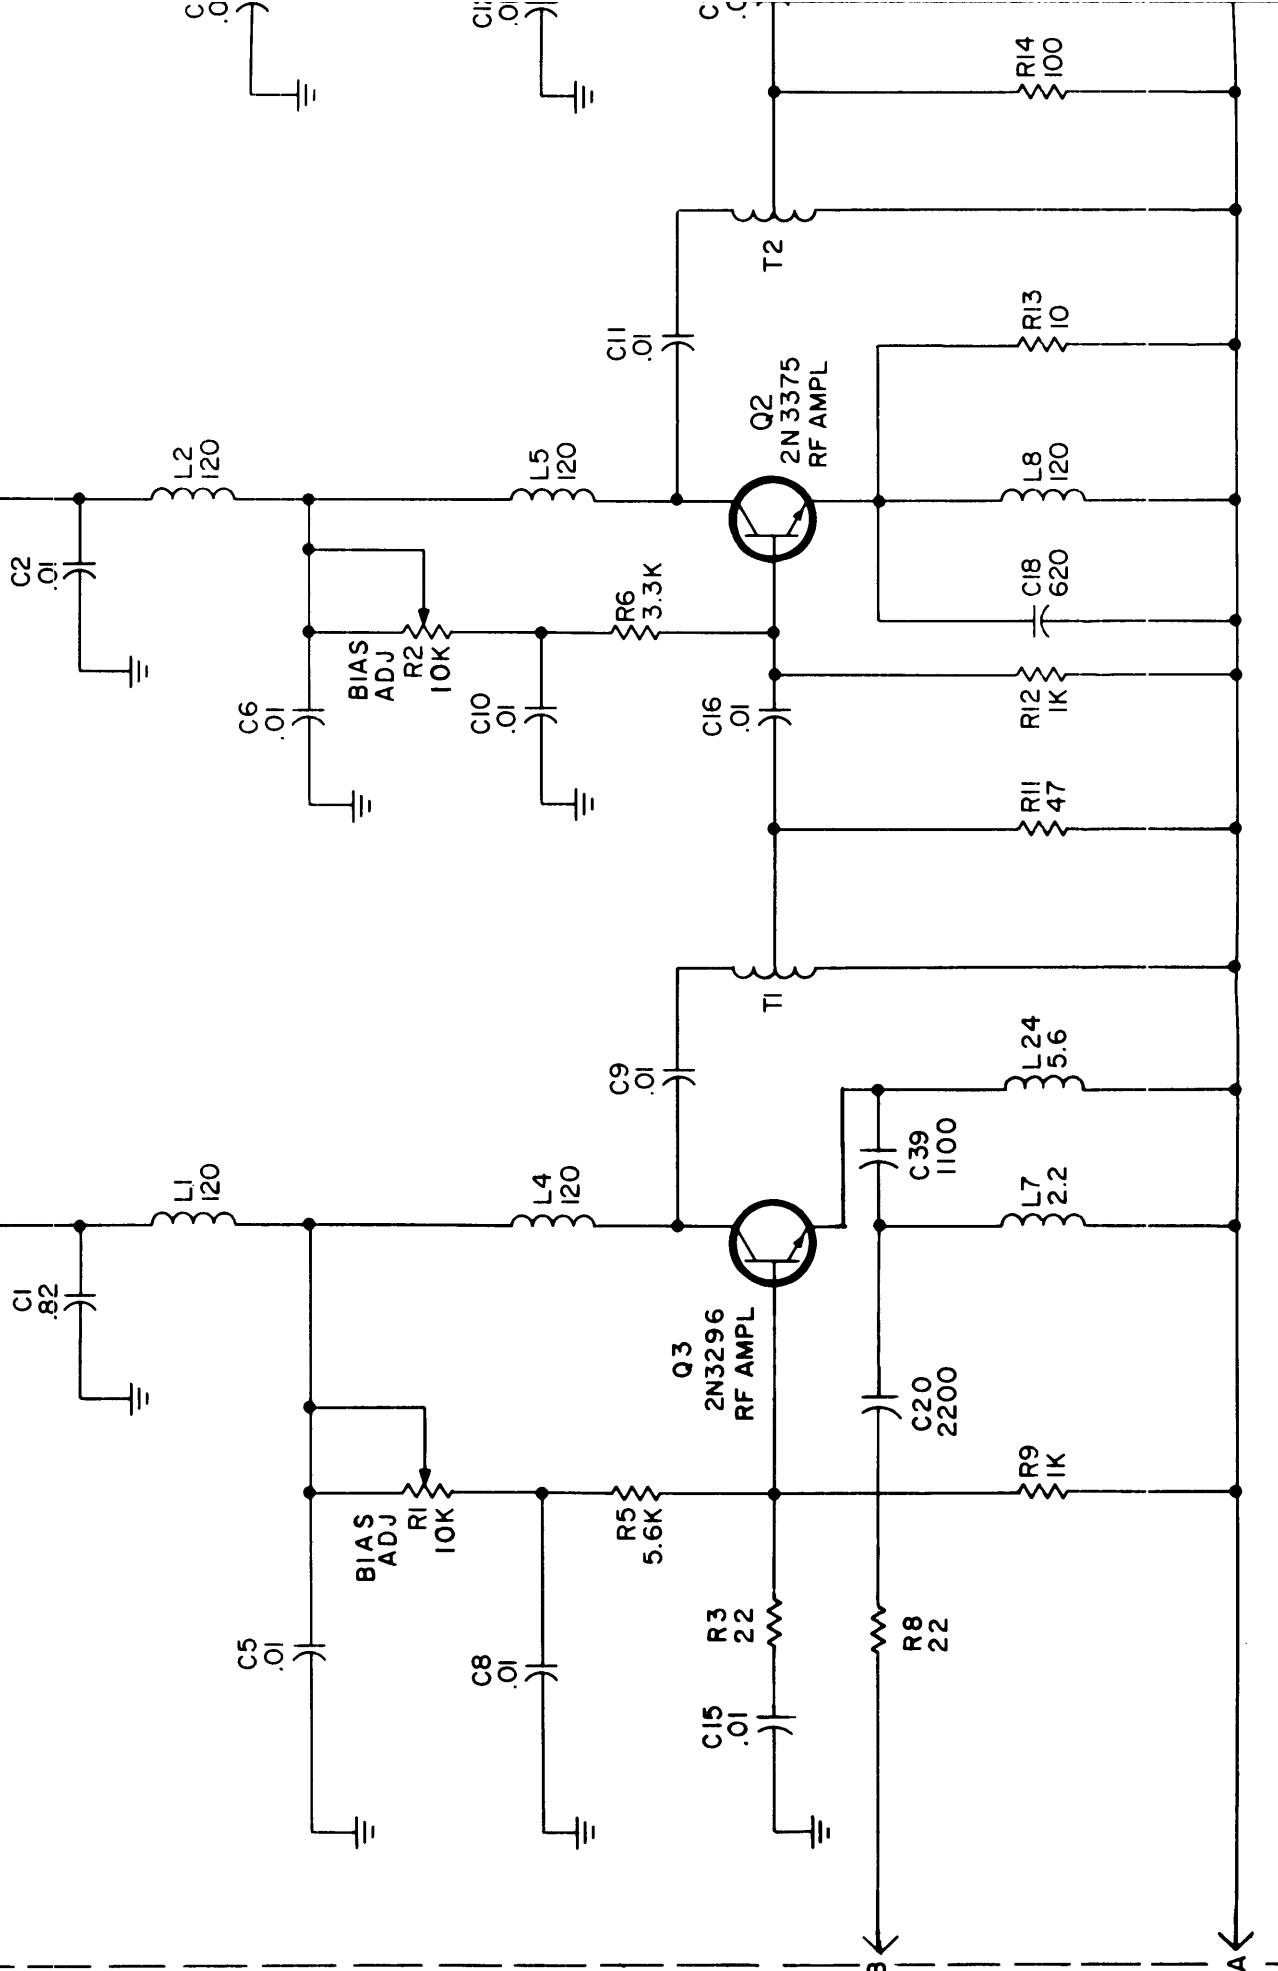 C2
.01
L2
120
C6
.01
BIAS
ADJ
R2
10K
C10
.01
L5
120
R6
3.3K
C11
.01
C16
.01
Q2
2N3375
RF AMPL
T2
R14
100
R13
10
L8
120
C18
620
R12
1K
R11
47
C1
.82
L1
120
C5
.01
BIAS
ADJ
R1
10K
C8
.01
L4
120
R5
5.6K
C9
.01
T1
Q3
2N3296
RF AMPL
R3
22
C15
.01
L24
5.6
C39
1100
L7
2.2
C20
2200
R9
1K
R8
22
A